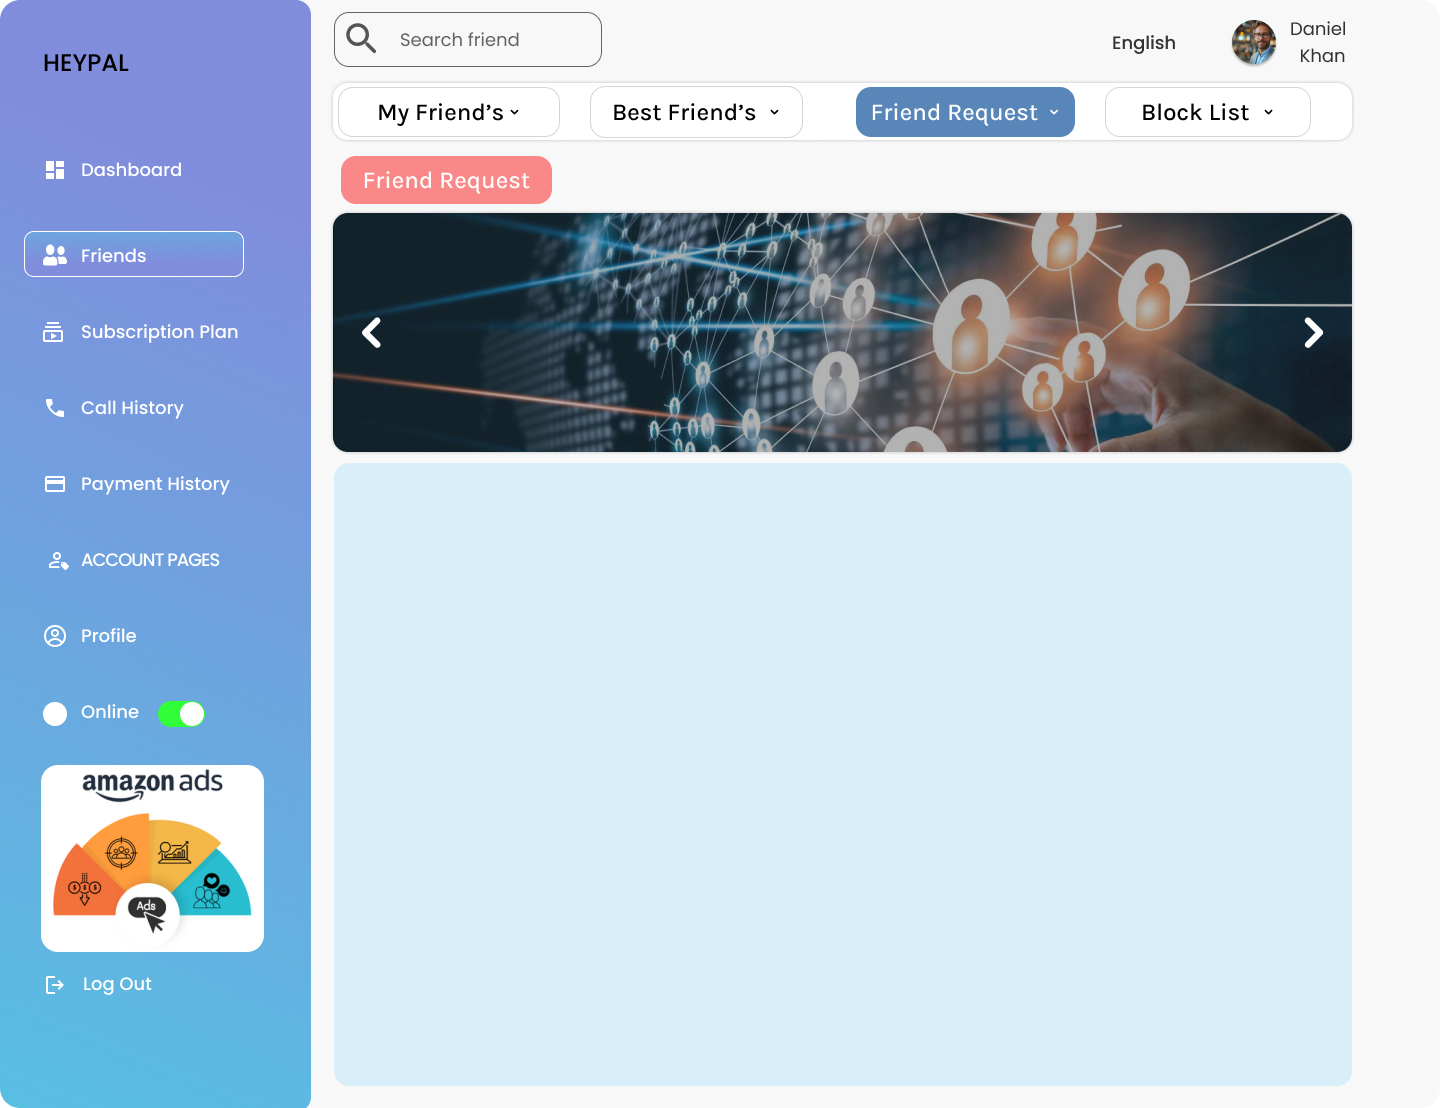 HEYPAL
Dashboard
Friends
Subscription Plan
Call History
Payment History
ACCOUNT PAGES
Profile
Online
amazon ads
Ads
Log Out
Search friend
English
Daniel
Khan
My Friend’s
Best Friend’s
Friend Request
Block List
Friend Request